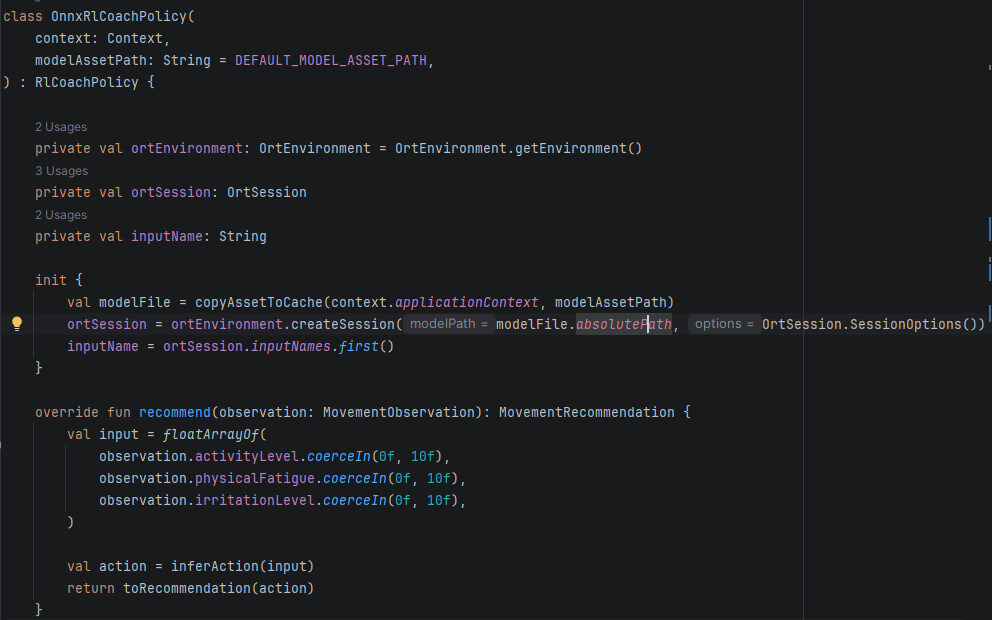 class OnnxRlCoachPolicy(
    context: Context,
    modelAssetPath: String = DEFAULT_MODEL_ASSET_PATH,
) : RlCoachPolicy {
    2 Usages
    private val ortEnvironment: OrtEnvironment = OrtEnvironment.getEnvironment()
    3 Usages
    private val ortSession: OrtSession
    2 Usages
    private val inputName: String
    init {
        val modelFile = copyAssetToCache(context.applicationContext, modelAssetPath)
        ortSession = ortEnvironment.createSession( modelPath = modelFile.absolutePath, options = OrtSession.SessionOptions())
        inputName = ortSession.inputNames.first()
    }
    override fun recommend(observation: MovementObservation): MovementRecommendation {
        val input = floatArrayOf(
            observation.activityLevel.coerceIn(0f, 10f),
            observation.physicalFatigue.coerceIn(0f, 10f),
            observation.irritationLevel.coerceIn(0f, 10f),
        )
        val action = inferAction(input)
        return toRecommendation(action)
    }